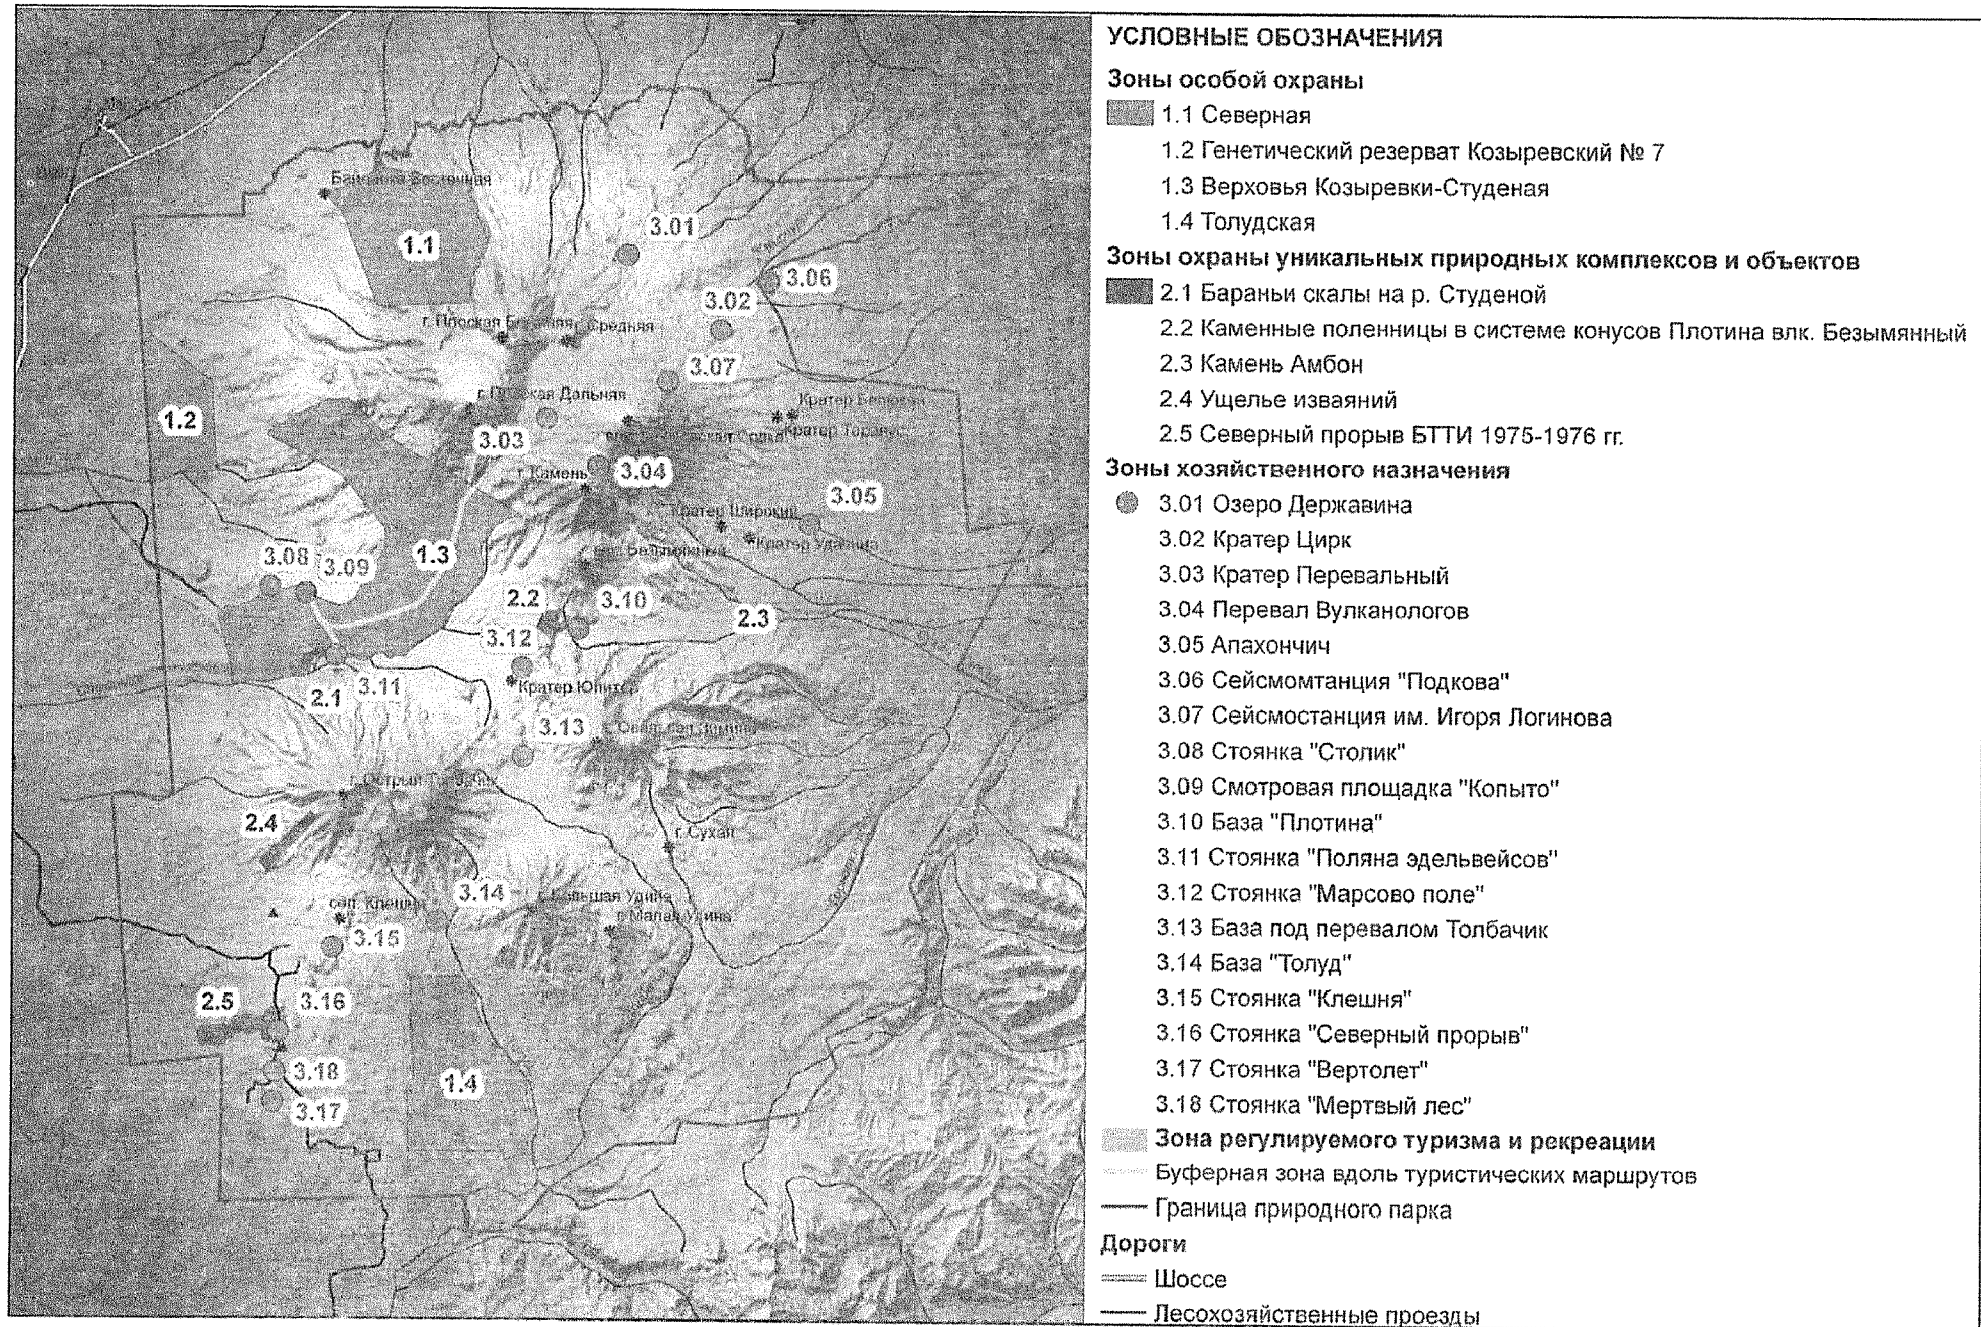 УСЛОВНЫЕ ОБОЗНАЧЕНИЯ
Зоны особой охраны
1.1 Северная
1.2 Генетический резерват Козыревский № 7
1.3 Верховья Козыревки-Студеная
1.4 Толудская
Зоны охраны уникальных природных комплексов и объектов
2.1 Бараньи скалы на р. Студеной
2.2 Каменные поленницы в системе конусов Плотина влк. Безымянный
2.3 Камень Амбон
2.4 Ущелье изваяний
2.5 Северный прорыв БТТИ 1975-1976 гг.
Зоны хозяйственного назначения
3.01 Озеро Державина
3.02 Кратер Цирк
3.03 Кратер Перевальный
3.04 Перевал Вулканологов
3.05 Апахончич
3.06 Сейсмомтанция "Подкова"
3.07 Сейсмостанция им. Игоря Логинова
3.08 Стоянка "Столик"
3.09 Смотровая площадка "Копыто"
3.10 База "Плотина"
3.11 Стоянка "Поляна эдельвейсов"
3.12 Стоянка "Марсово поле"
3.13 База под перевалом Толбачик
3.14 База "Толуд"
3.15 Стоянка "Клешня"
3.16 Стоянка "Северный прорыв"
3.17 Стоянка "Вертолет"
3.18 Стоянка "Мертвый лес"
Зона регулируемого туризма и рекреации
Буферная зона вдоль туристических маршрутов
Граница природного парка
Дороги
Шоссе
Лесохозяйственные проезды
1.1
3.01
3.06
3.02
г. Средняя
3.07
г. Плоская Дальняя
1.2
3.03
г. Камень
3.04
3.05
Кратер Широкий
1.3
3.08
3.09
2.2
3.10
2.3
3.12
Кратер Юпитер
2.1
3.11
3.13
2.4
г. Сухая
3.14
г. Большая Удина
г. Малая Удина
3.15
2.5
3.16
3.18
3.17
1.4